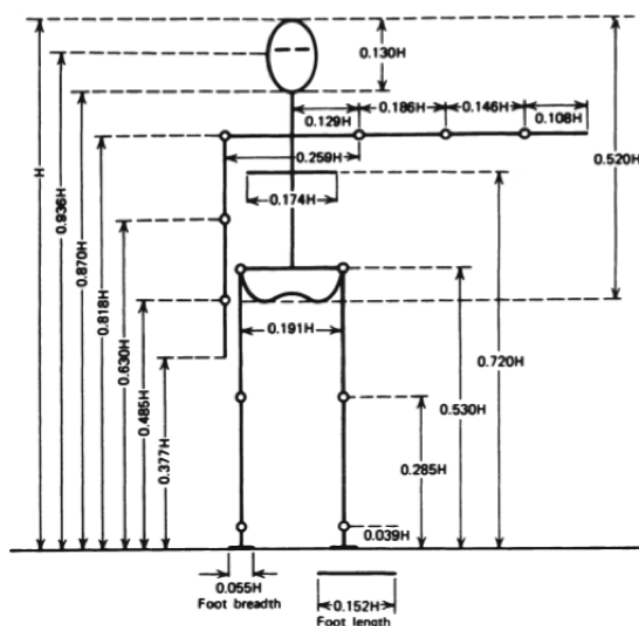 0.130H
0.186H
0.146H
0.129H
0.108H
0.259H
0.520H
0.174H
H
0.936H
0.870H
0.818H
0.630H
0.485H
0.377H
0.191H
0.720H
0.530H
0.285H
0.039H
0.055H
Foot breadth
0.152H
Foot length